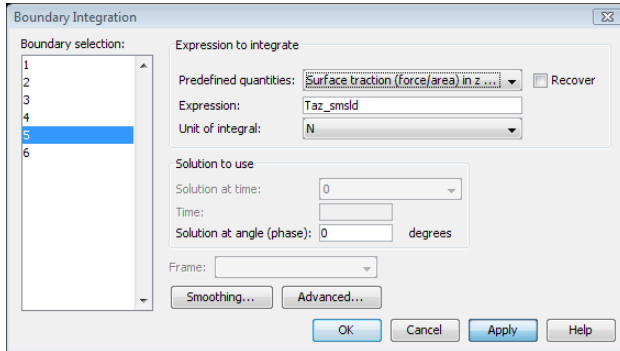 Boundary Integration
Boundary selection:
1
2
3
4
5
6
Expression to integrate
Predefined quantities: Surface traction (force/area) in z ... Recover
Expression: Taz_smsld
Unit of integral: N
Solution to use
Solution at time: 0
Time:
Solution at angle (phase): 0 degrees
Frame:
Smoothing... Advanced...
OK Cancel Apply Help